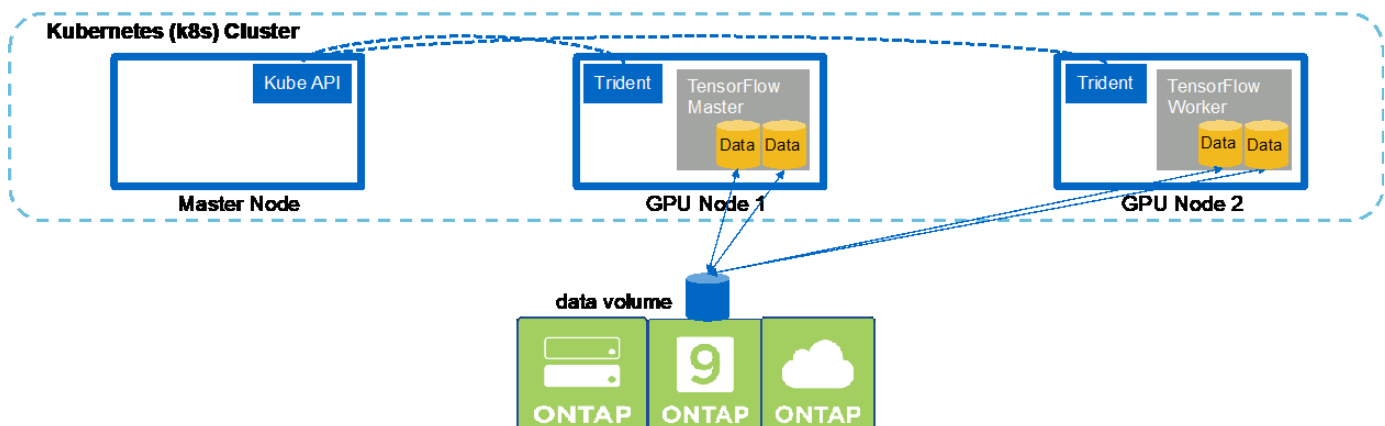 Kubernetes (k8s) Cluster
Kube API
Master Node
Trident
TensorFlow
Master
Data
Data
GPU Node 1
Trident
TensorFlow
Worker
Data
Data
GPU Node 2
data volume
ONTAP
9
ONTAP
ONTAP